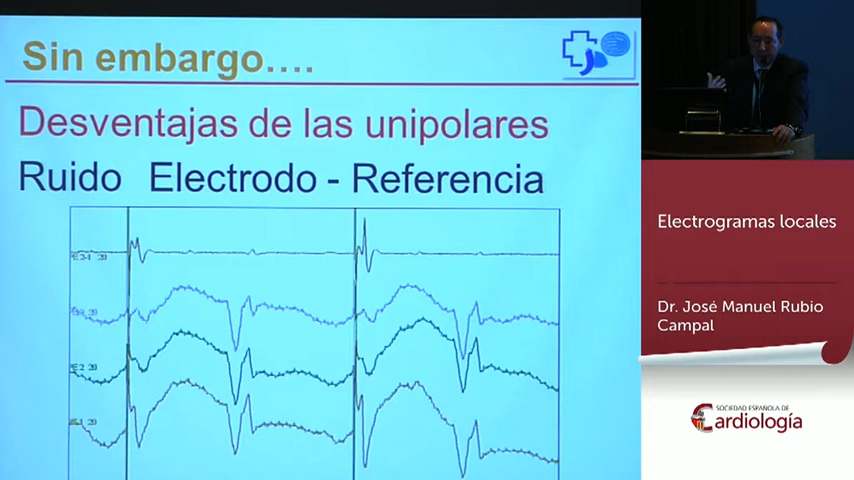 Sin embargo….
Desventajas de las unipolares
Ruido Electrodo - Referencia
Electrogramas locales
Dr. José Manuel Rubio
Campal
SOCIEDAD ESPAÑOLA DE
Cardiología